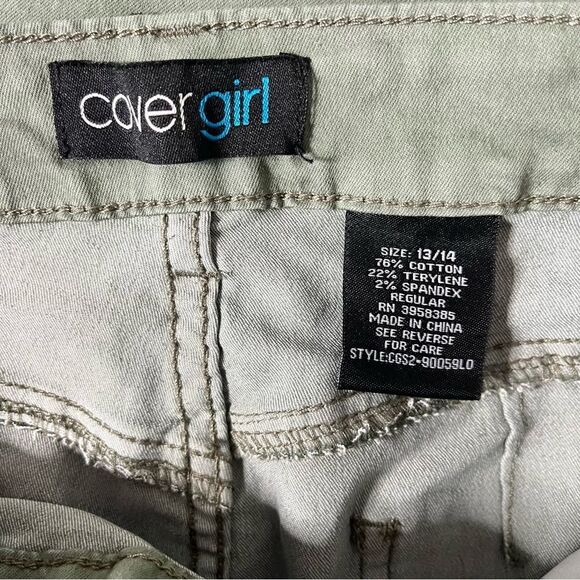 cover girl
SIZE: 13/14
76% COTTON
22% TERYLENE
2% SPANDEX
REGULAR
RN 3958385
MADE IN CHINA
SEE REVERSE
FOR CARE
STYLE:CGS2-90059LO